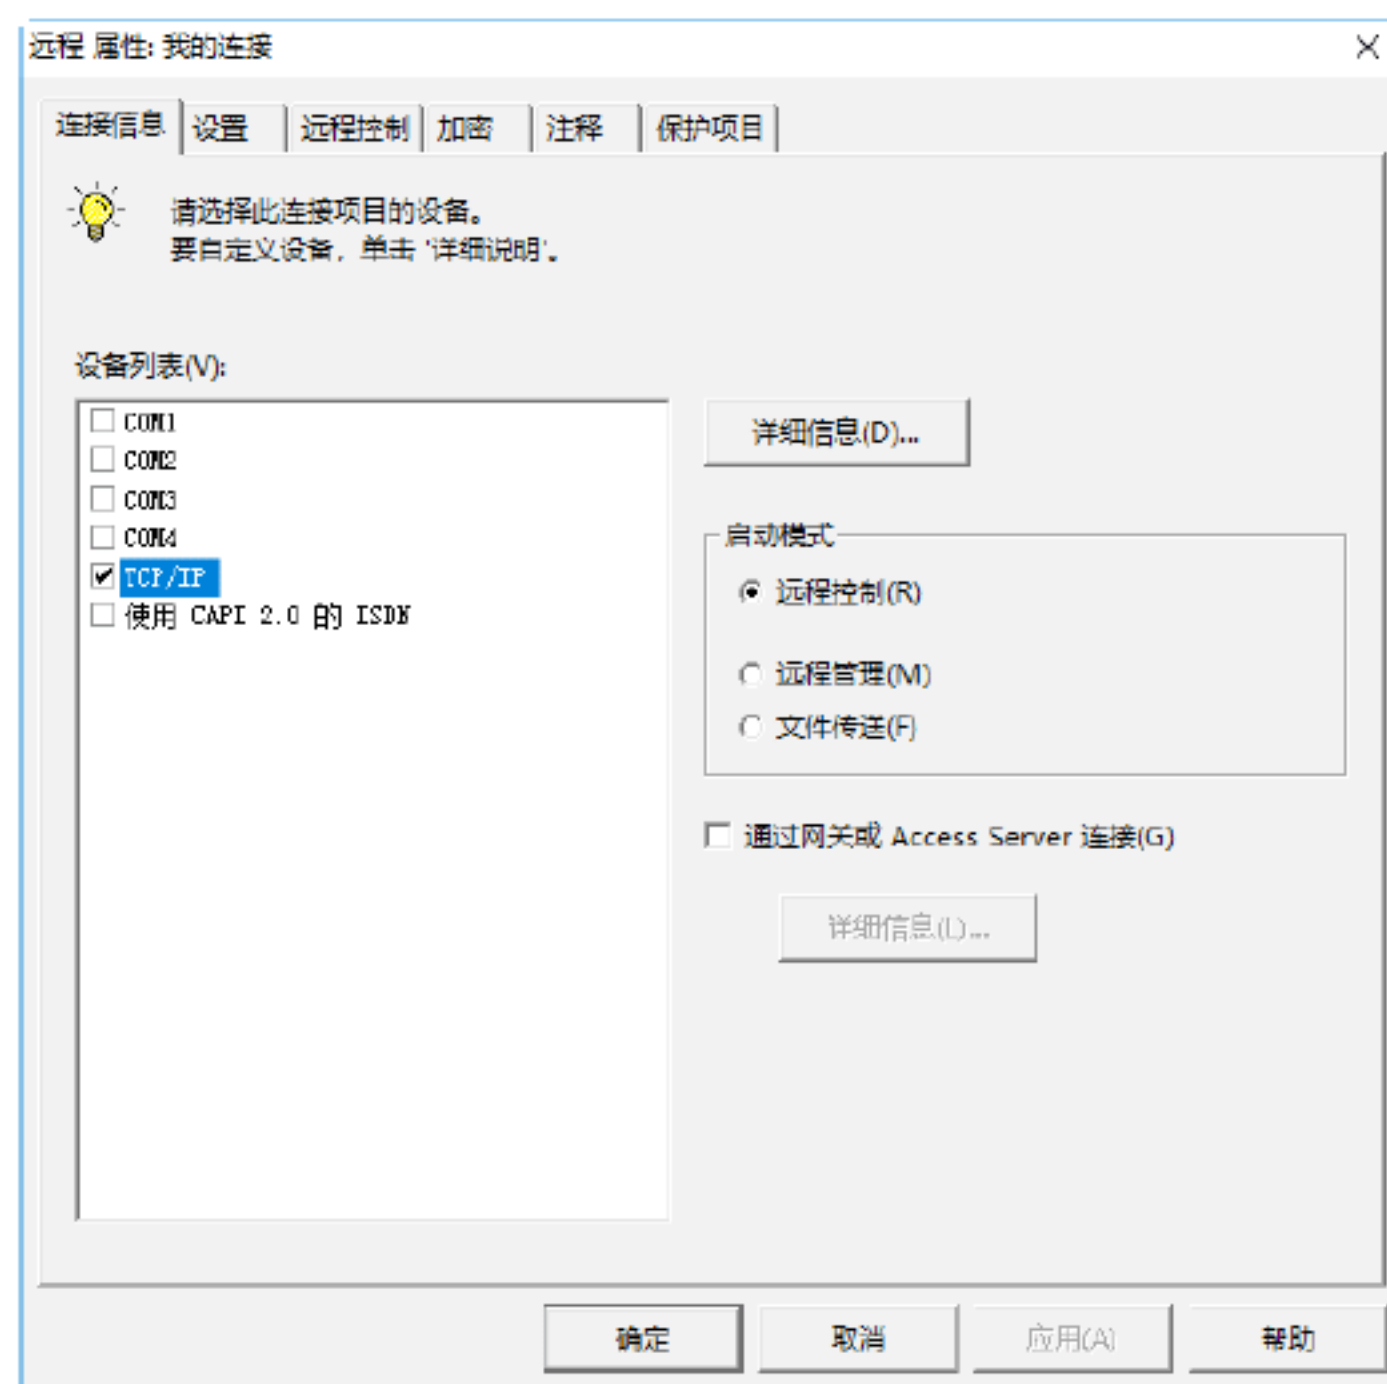 远程 属性: 我的连接
连接信息 设置 远程控制 加密 注释 保护项目
请选择此连接项目的设备。
要自定义设备，单击 '详细说明'。
设备列表(V):
COM1
COM2
COM3
COM4
TCP/IP
使用 CAPI 2.0 的 ISDN
详细信息(D)...
启动模式
远程控制(R)
远程管理(M)
文件传送(F)
通过网关或 Access Server 连接(G)
详细信息(L)...
确定 取消 应用(A) 帮助